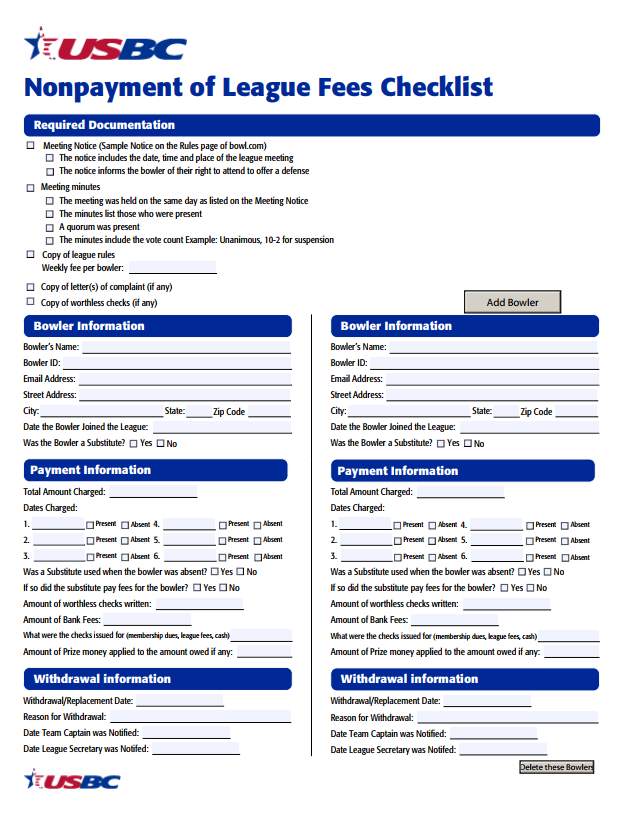 USBC
Nonpayment of League Fees Checklist
Required Documentation
Meeting Notice (Sample Notice on the Rules page of bowl.com)
The notice includes the date, time and place of the league meeting
The notice informs the bowler of their right to attend to offer a defense
Meeting minutes
The meeting was held on the same day as listed on the Meeting Notice
The minutes list those who were present
A quorum was present
The minutes include the vote count Example: Unanimous, 10-2 for suspension
Copy of league rules
Weekly fee per bowler:
Copy of letter(s) of complaint (if any)
Copy of worthless checks (if any)
Add Bowler
Bowler Information
Bowler's Name:
Bowler ID:
Email Address:
Street Address:
City: State: Zip Code
Date the Bowler Joined the League:
Was the Bowler a Substitute? Yes No
Payment Information
Total Amount Charged:
Dates Charged:
1. Present Absent 4. Present Absent
2. Present Absent 5. Present Absent
3. Present Absent 6. Present Absent
Was a Substitute used when the bowler was absent? Yes No
If so did the substitute pay fees for the bowler? Yes No
Amount of worthless checks written:
Amount of Bank Fees:
What were the checks issued for (membership dues, league fees, cash)
Amount of Prize money applied to the amount owed if any:
Withdrawal information
Withdrawal/Replacement Date:
Reason for Withdrawal:
Date Team Captain was Notified:
Date League Secretary was Notifed:
Bowler Information
Bowler's Name:
Bowler ID:
Email Address:
Street Address:
City: State: Zip Code
Date the Bowler Joined the League:
Was the Bowler a Substitute? Yes No
Payment Information
Total Amount Charged:
Dates Charged:
1. Present Absent 4. Present Absent
2. Present Absent 5. Present Absent
3. Present Absent 6. Present Absent
Was a Substitute used when the bowler was absent? Yes No
If so did the substitute pay fees for the bowler? Yes No
Amount of worthless checks written:
Amount of Bank Fees:
What were the checks issued for (membership dues, league fees, cash)
Amount of Prize money applied to the amount owed if any:
Withdrawal information
Withdrawal/Replacement Date:
Reason for Withdrawal:
Date Team Captain was Notified:
Date League Secretary was Notifed:
Delete these Bowlers
USBC